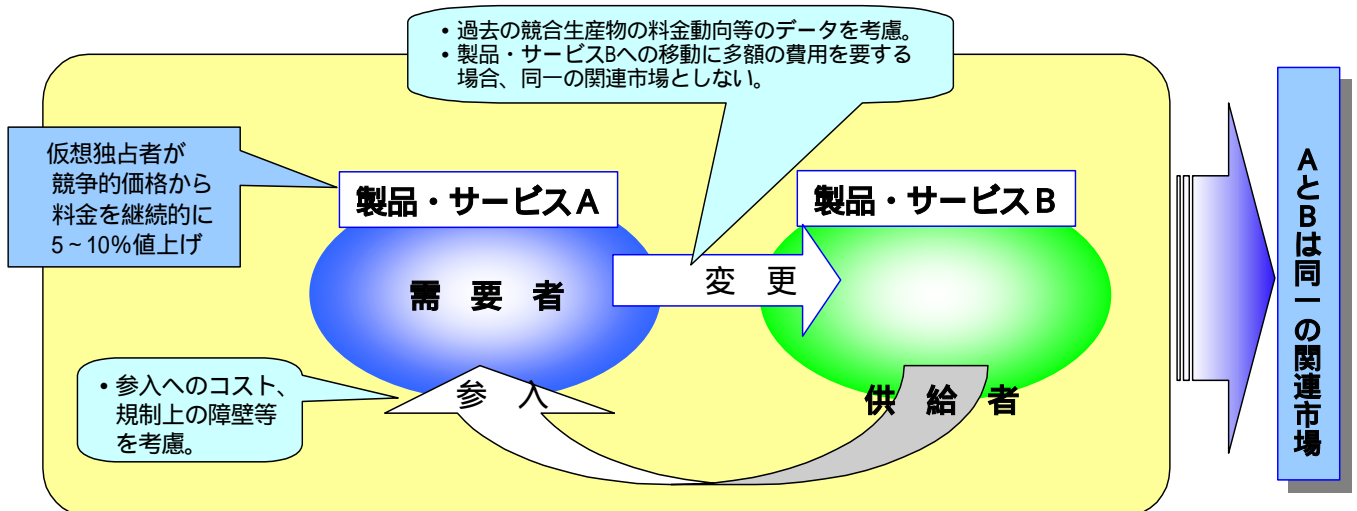 ・過去の競合生産物の料金動向等のデータを考慮。
・製品・サービスBへの移動に多額の費用を要する
場合、同一の関連市場としない。
仮想独占者が
競争的価格から
料金を継続的に
5~10%値上げ
製品・サービスA
製品・サービスB
需 要 者
変 更
・参入へのコスト、
規制上の障壁等
を考慮。
参 入
供 給 者
AとBは同一の関連市場